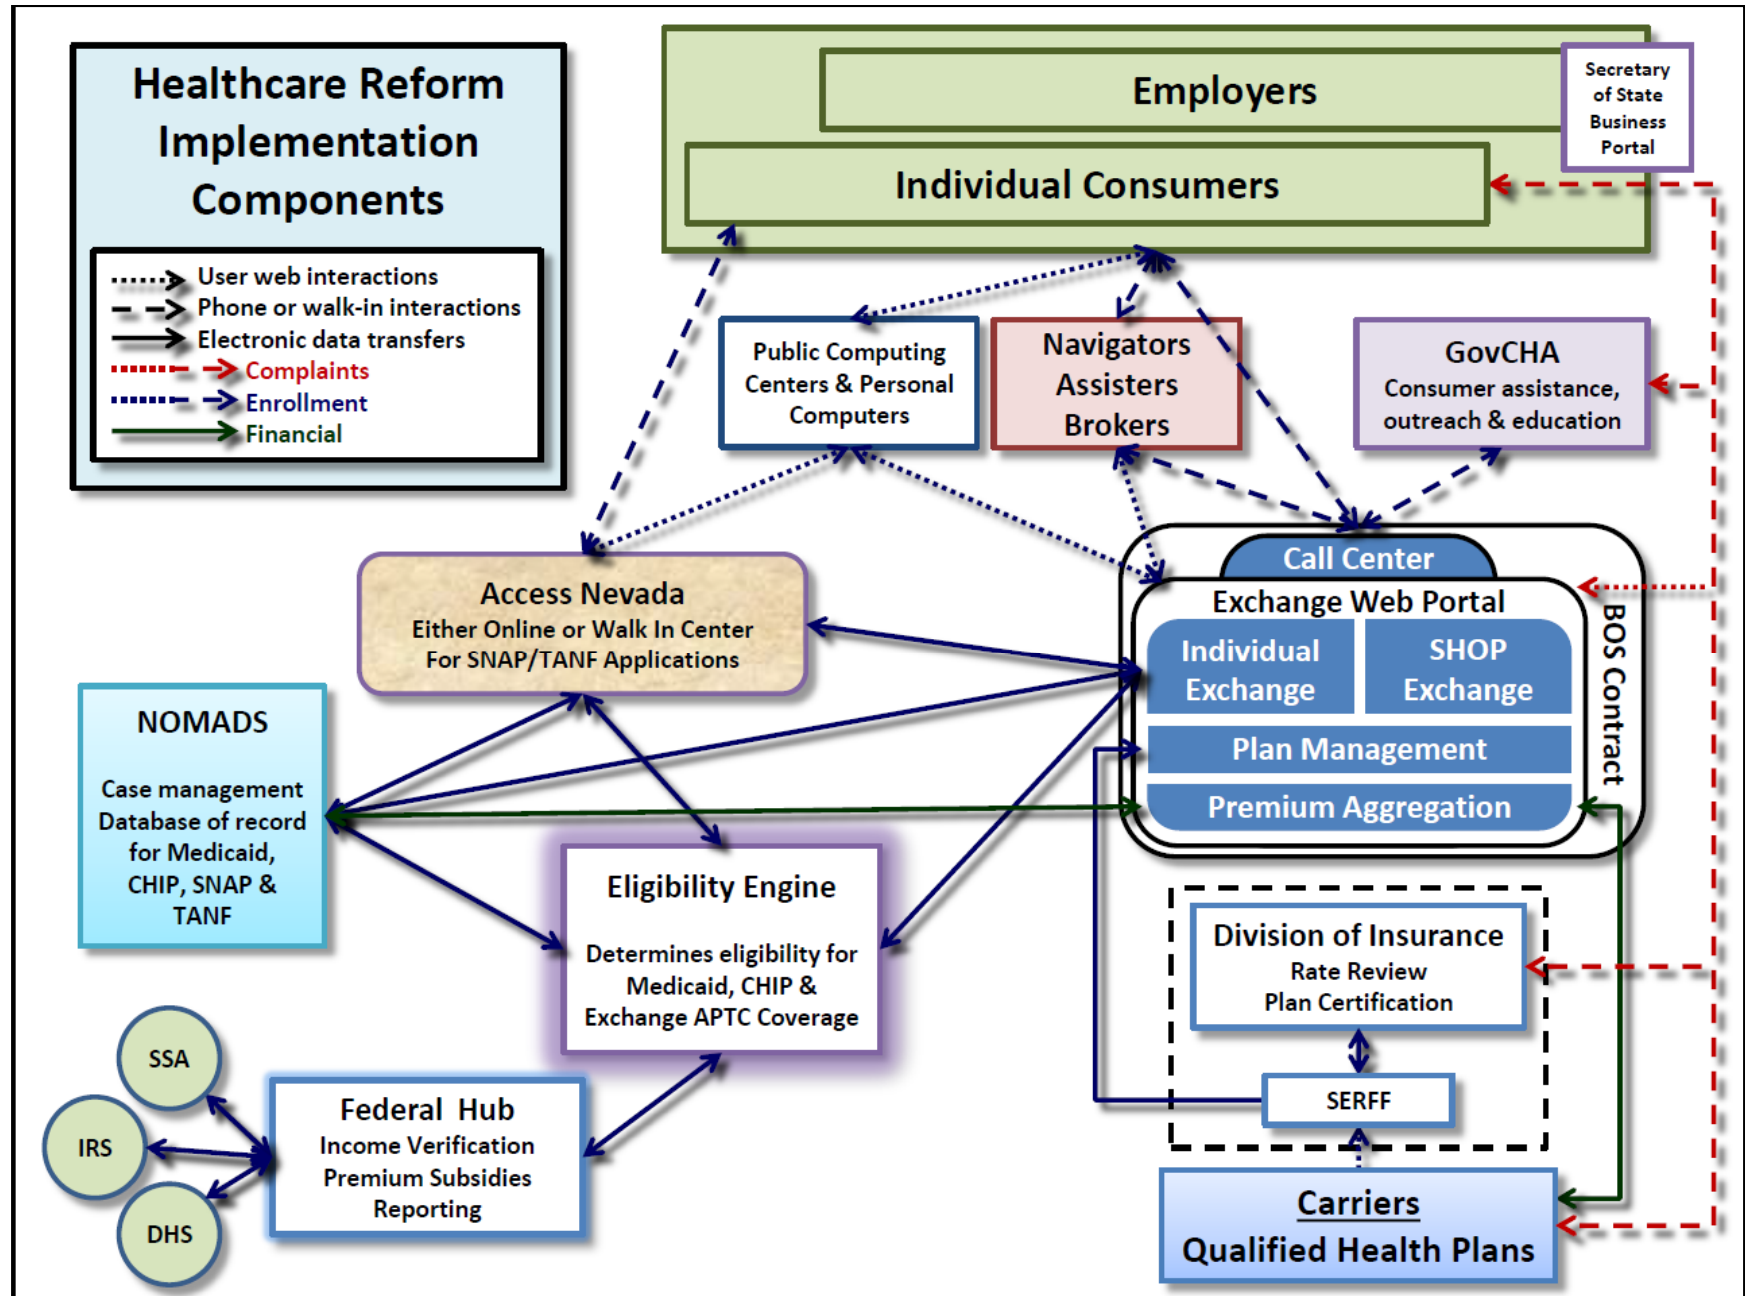 Healthcare Reform
Implementation
Components
User web interactions
Phone or walk-in interactions
Electronic data transfers
Complaints
Enrollment
Financial
Employers
Secretary
of State
Business
Portal
Individual Consumers
Public Computing
Centers & Personal
Computers
Navigators
Assisters
Brokers
GovCHA
Consumer assistance,
outreach & education
Access Nevada
Either Online or Walk In Center
For SNAP/TANF Applications
Call Center
Exchange Web Portal
Individual
Exchange
SHOP
Exchange
Plan Management
Premium Aggregation
BOS Contract
NOMADS
Case management
Database of record
for Medicaid,
CHIP, SNAP &
TANF
Eligibility Engine
Determines eligibility for
Medicaid, CHIP &
Exchange APTC Coverage
Division of Insurance
Rate Review
Plan Certification
SERFF
SSA
IRS
DHS
Federal Hub
Income Verification
Premium Subsidies
Reporting
Carriers
Qualified Health Plans